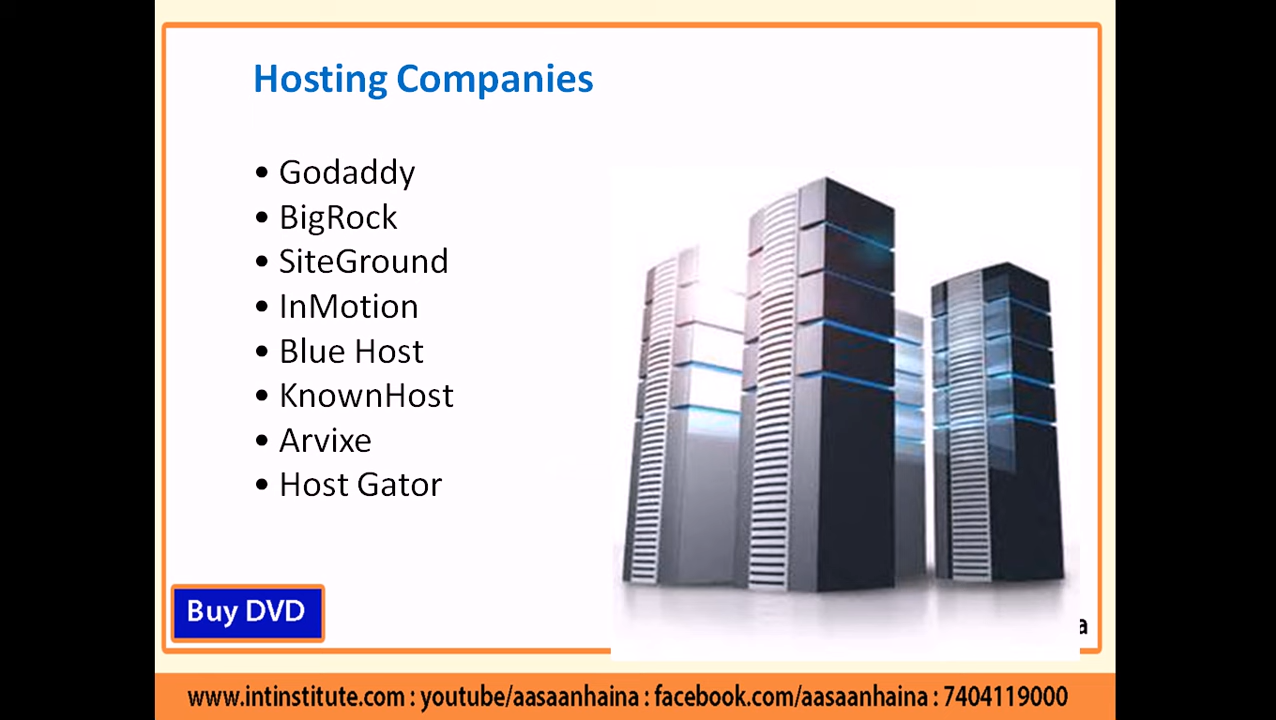 Hosting Companies
• Godaddy
• BigRock
• SiteGround
• InMotion
• Blue Host
• KnownHost
• Arvixe
• Host Gator
Buy DVD
a
www.intinstitute.com : youtube/aasaanhaina : facebook.com/aasaanhaina : 7404119000